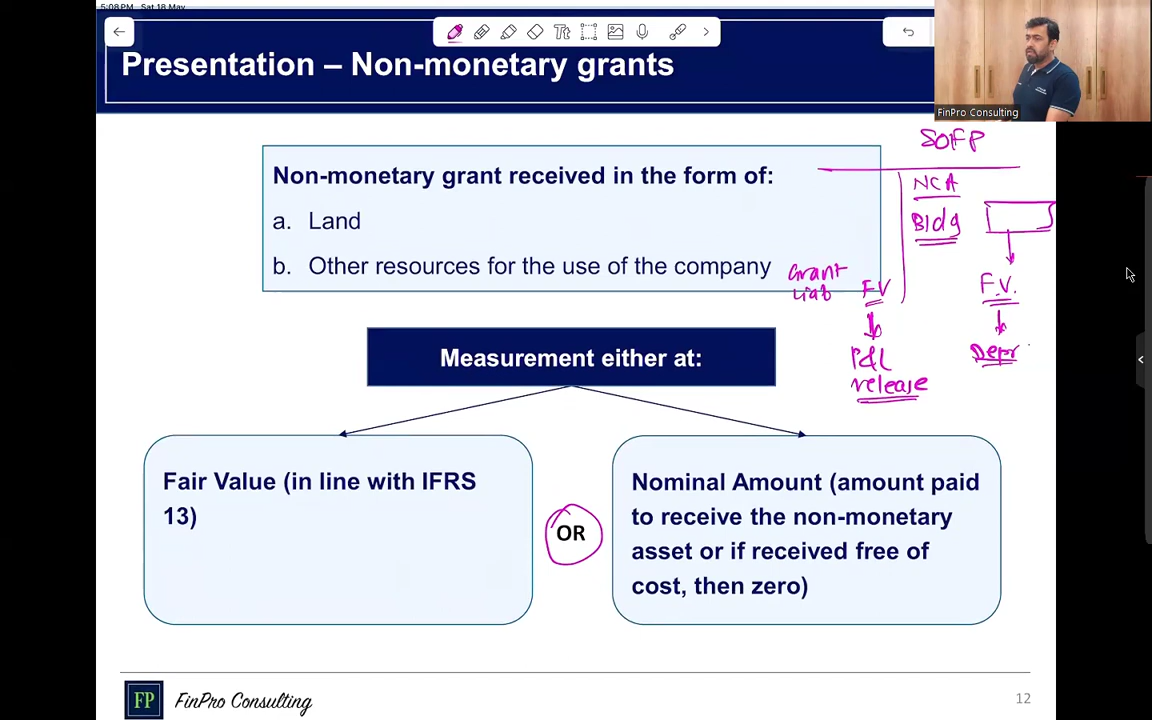 5:08 PM Sat 18 May
Presentation – Non-monetary grants
FinPro Consulting
SOFP
Non-monetary grant received in the form of:
NCA
a. Land
Bldg
b. Other resources for the use of the company
Grant
Liab
F.V
F.V.
Measurement either at:
P&L
release
Depr
Fair Value (in line with IFRS
13)
OR
Nominal Amount (amount paid
to receive the non-monetary
asset or if received free of
cost, then zero)
FP
FinPro Consulting
12
Tt